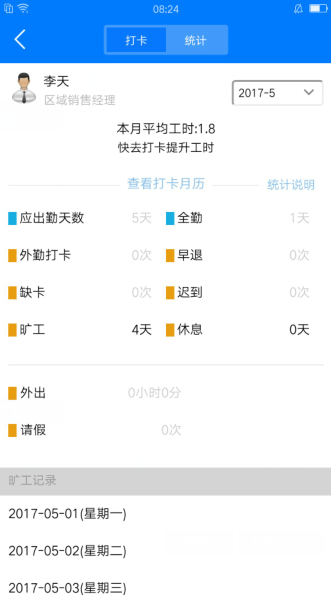 08:24
打卡 统计
李天
区域销售经理
2017-5
本月平均工时:1.8
快去打卡提升工时
查看打卡月历 统计说明
应出勤天数 5天 全勤 1天
外勤打卡 0次 早退 0次
缺卡 0次 迟到 0次
旷工 4天 休息 0天
外出 0小时0分
请假 0次
旷工记录
2017-05-01(星期一)
2017-05-02(星期二)
2017-05-03(星期三)